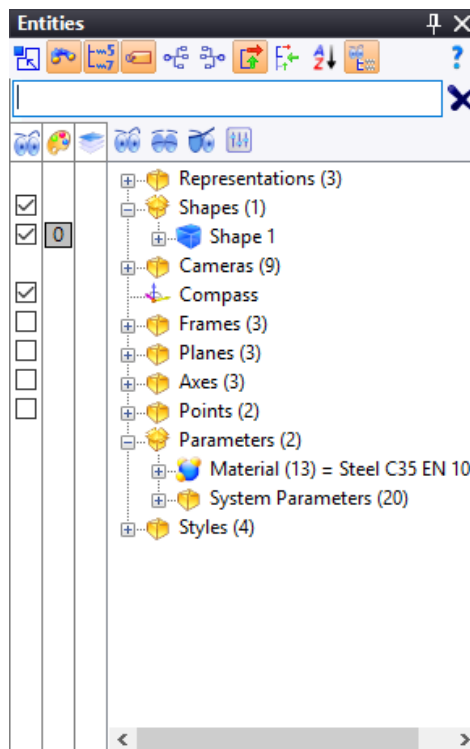 Entities
Representations (3)
Shapes (1)
0
Shape 1
Cameras (9)
Compass
Frames (3)
Planes (3)
Axes (3)
Points (2)
Parameters (2)
Material (13) = Steel C35 EN 10
System Parameters (20)
Styles (4)